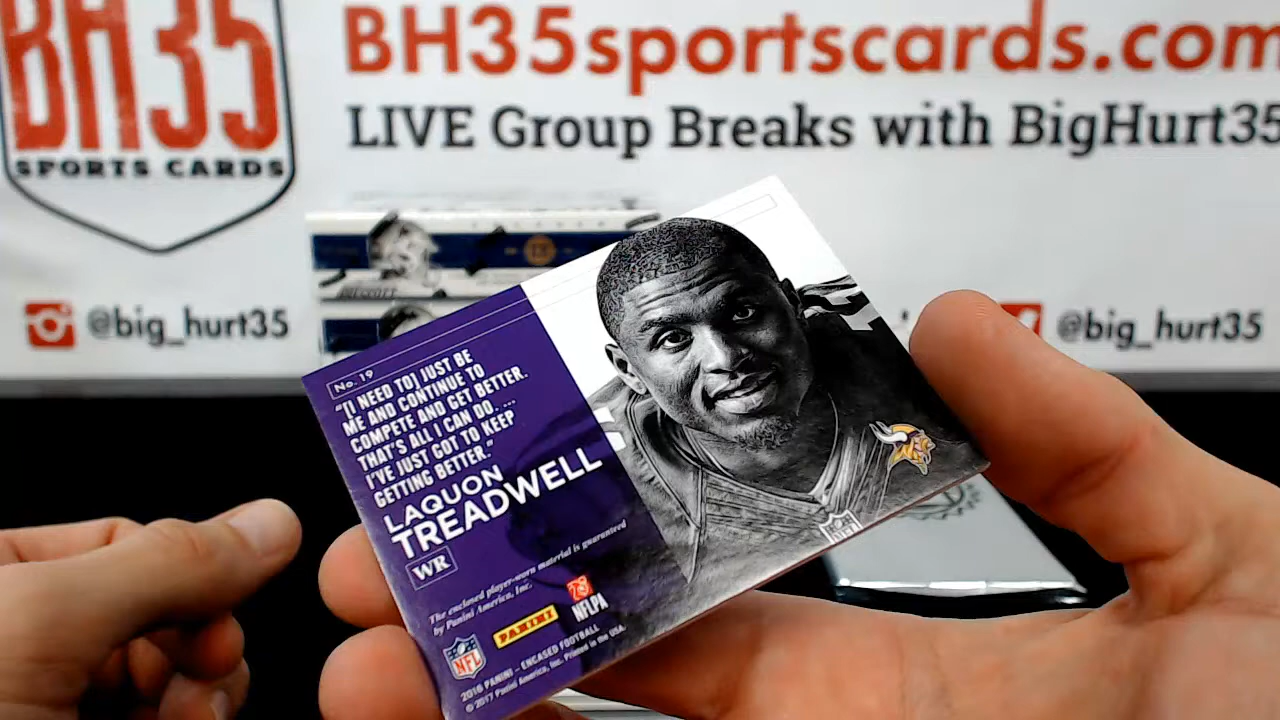 BH35
SPORTS CARDS
BH35sportscards.com
LIVE Group Breaks with BigHurt35
@big_hurt35
@big_hurt35
No. 19
"[I NEED TO] JUST BE
ME AND CONTINUE TO
COMPETE AND GET BETTER.
THAT'S ALL I CAN DO. ...
I'VE JUST GOT TO KEEP
GETTING BETTER."
LAQUON
TREADWELL
WR
The enclosed player-worn material is guaranteed
by Panini America, Inc.
NFL
PANINI
NFLPA
2016 PANINI – ENCASED FOOTBALL
© 2017 Panini America, Inc. Printed in the USA.